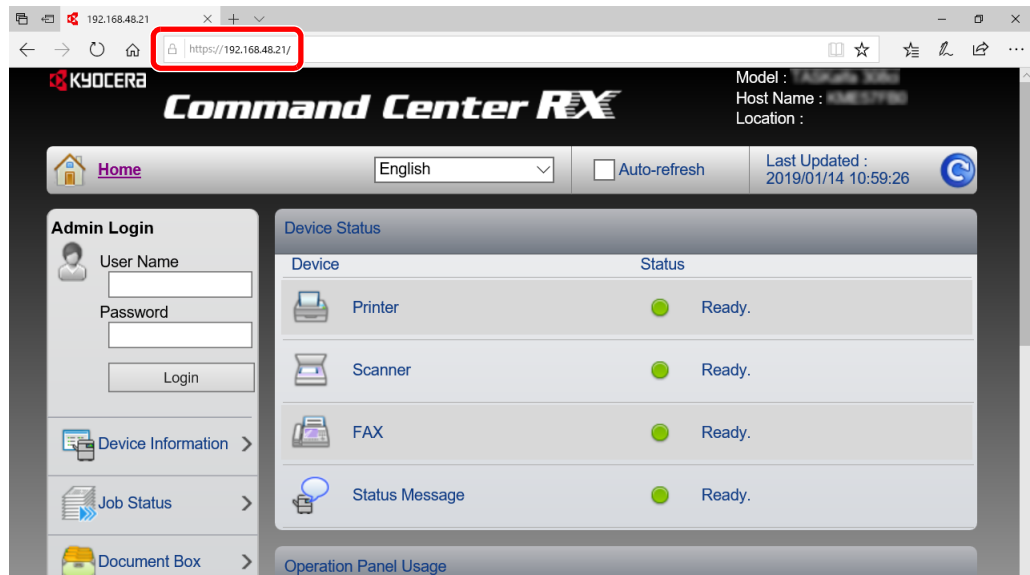 192.168.48.21
https://192.168.48.21/
KYOCERA
Command Center RX
Model :
Host Name :
Location :
Home
English
Auto-refresh
Last Updated :
2019/01/14 10:59:26
Admin Login
User Name
Password
Login
Device Information
Job Status
Document Box
Device Status
Device Status
Printer Ready.
Scanner Ready.
FAX Ready.
Status Message Ready.
Operation Panel Usage